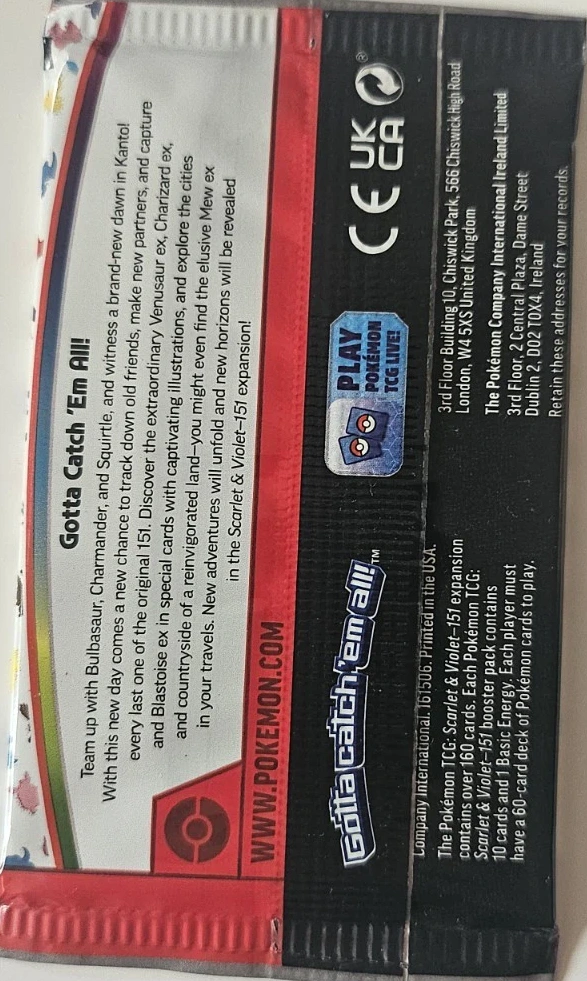 Gotta Catch 'Em All!
Team up with Bulbasaur, Charmander, and Squirtle, and witness a brand-new dawn in Kanto!
With this new day comes a new chance to track down old friends, make new partners, and capture
every last one of the original 151. Discover the extraordinary Venusaur ex, Charizard ex,
and Blastoise ex in special cards with captivating illustrations, and explore the cities
and countryside of a reinvigorated land—you might even find the elusive Mew ex
in your travels. New adventures will unfold and new horizons will be revealed
in the Scarlet & Violet—151 expansion!
WWW.POKEMON.COM
Gotta catch 'em all!™
PLAY
POKÉMON
TCG LIVE!
CE UK
CA
Company International. 161506. Printed in the USA.
The Pokémon TCG: Scarlet & Violet—151 expansion
contains over 160 cards. Each Pokémon TCG:
Scarlet & Violet—151 booster pack contains
10 cards and 1 Basic Energy. Each player must
have a 60-card deck of Pokémon cards to play.
3rd Floor Building 10, Chiswick Park, 566 Chiswick High Road
London, W4 5XS United Kingdom
The Pokémon Company International Ireland Limited
3rd Floor, 2 Central Plaza, Dame Street
Dublin 2, D02 T0X4, Ireland
Retain these addresses for your records.